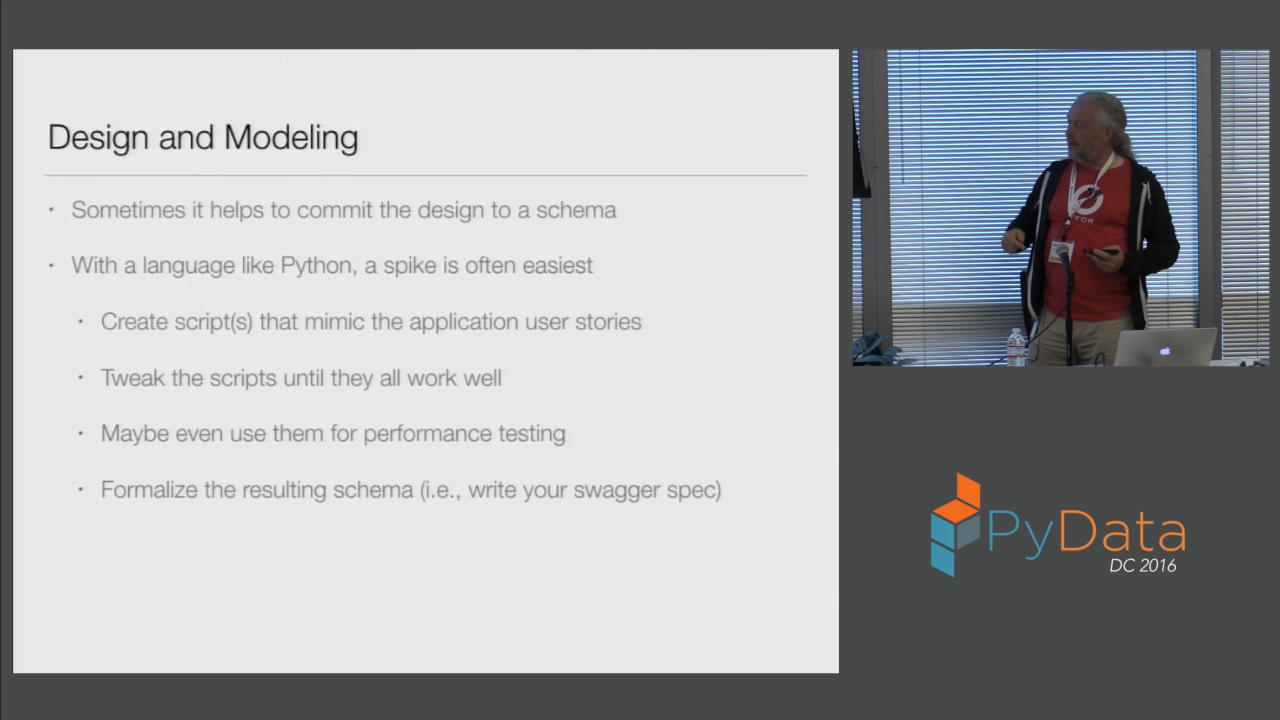 Design and Modeling
• Sometimes it helps to commit the design to a schema
• With a language like Python, a spike is often easiest
• Create script(s) that mimic the application user stories
• Tweak the scripts until they all work well
• Maybe even use them for performance testing
• Formalize the resulting schema (i.e., write your swagger spec)
PyData
DC 2016